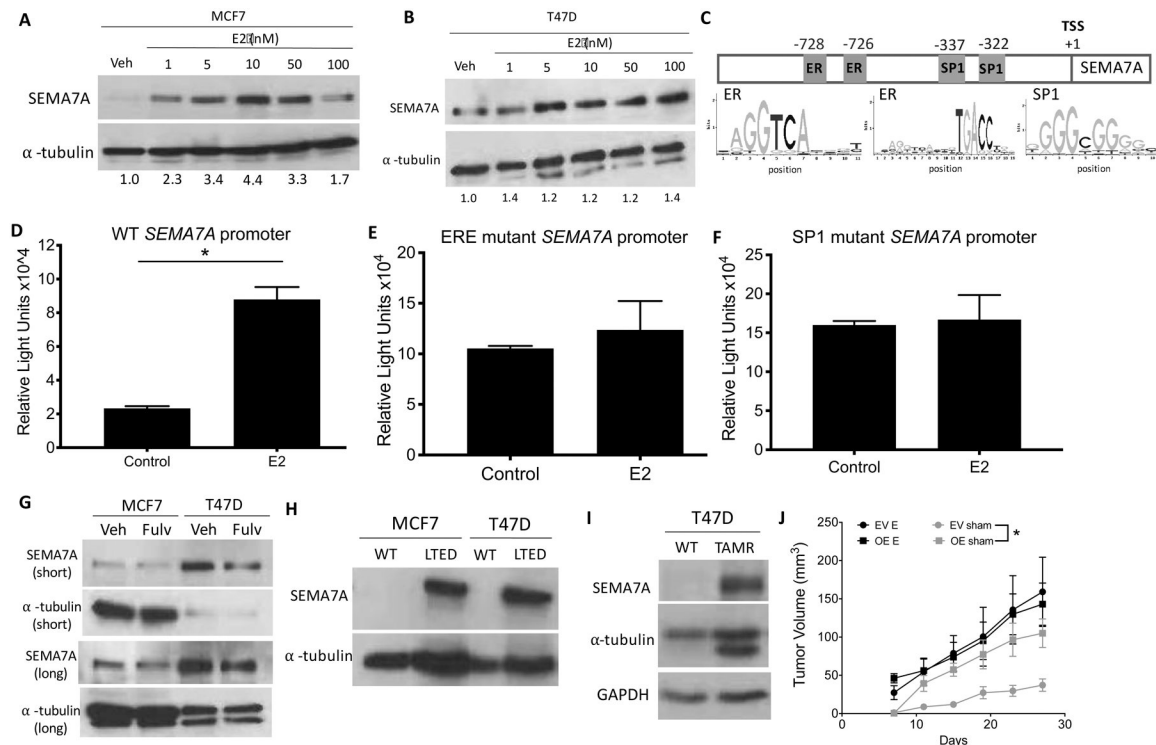 A
MCF7
E2 (nM)
Veh 1 5 10 50 100
SEMA7A
α -tubulin
1.0 2.3 3.4 4.4 3.3 1.7
B
T47D
E2 (nM)
Veh 1 5 10 50 100
SEMA7A
α -tubulin
1.0 1.4 1.2 1.2 1.2 1.4
C
TSS
-728 -726 -337 -322 +1
ER ER SP1 SP1 SEMA7A
ER
AGGTCA
bits
position
ER
TCACC
bits
position
SP1
GGGCGGGG
bits
position
D
WT SEMA7A promoter
Relative Light Units x10^4
12
10
8
6
4
2
0
*
Control E2
E
ERE mutant SEMA7A promoter
Relative Light Units x10⁴
20
15
10
5
0
Control E2
F
SP1 mutant SEMA7A promoter
Relative Light Units x10⁴
25
20
15
10
5
0
Control E2
G
MCF7 T47D
Veh Fulv Veh Fulv
SEMA7A
(short)
α -tubulin
(short)
SEMA7A
(long)
α -tubulin
(long)
H
MCF7 T47D
WT LTED WT LTED
SEMA7A
α -tubulin
I
T47D
WT TAMR
SEMA7A
α-tubulin
GAPDH
J
EV E EV sham
OE E OE sham
*
Tumor Volume (mm³)
250
200
150
100
50
0
0 10 20 30
Days